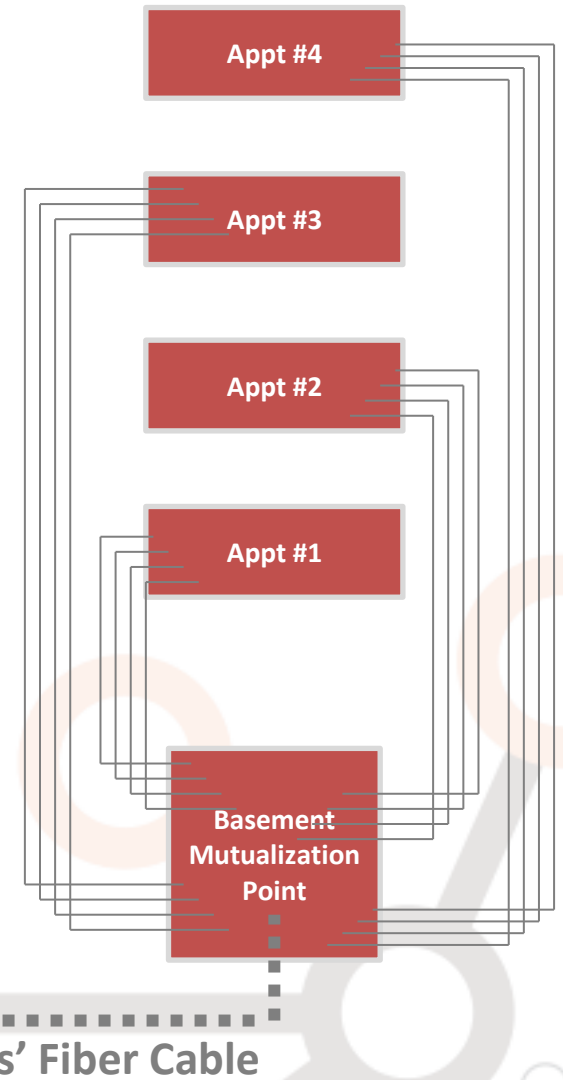 Appt #4
Appt #3
Appt #2
Appt #1
Basement
Mutualization
Point
s’ Fiber Cable